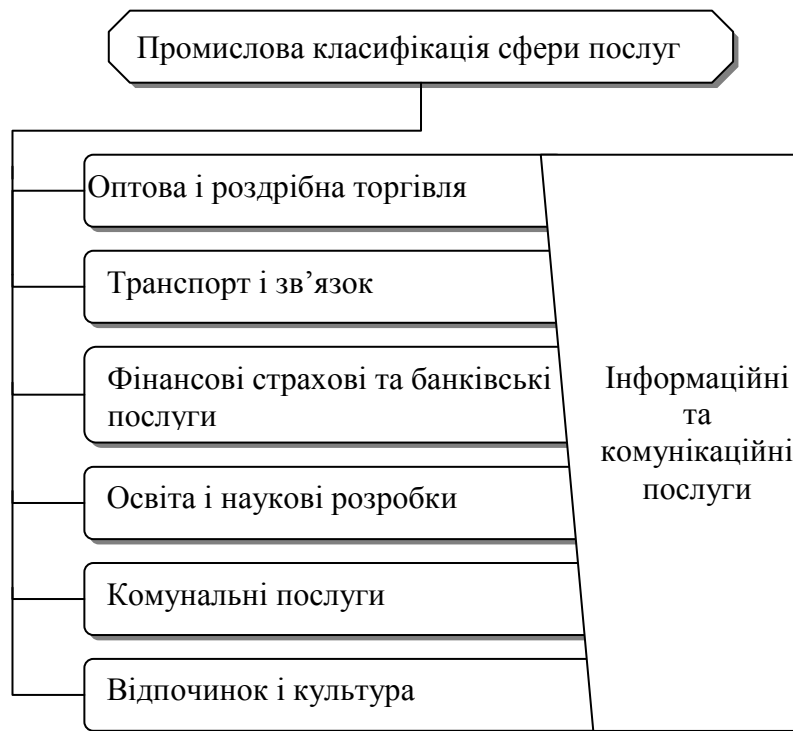 Промислова класифікація сфери послуг
Оптова і роздрібна торгівля
Транспорт і зв’язок
Фінансові страхові та банківські
послуги
Освіта і наукові розробки
Комунальні послуги
Відпочинок і культура
Інформаційні
та
комунікаційні
послуги